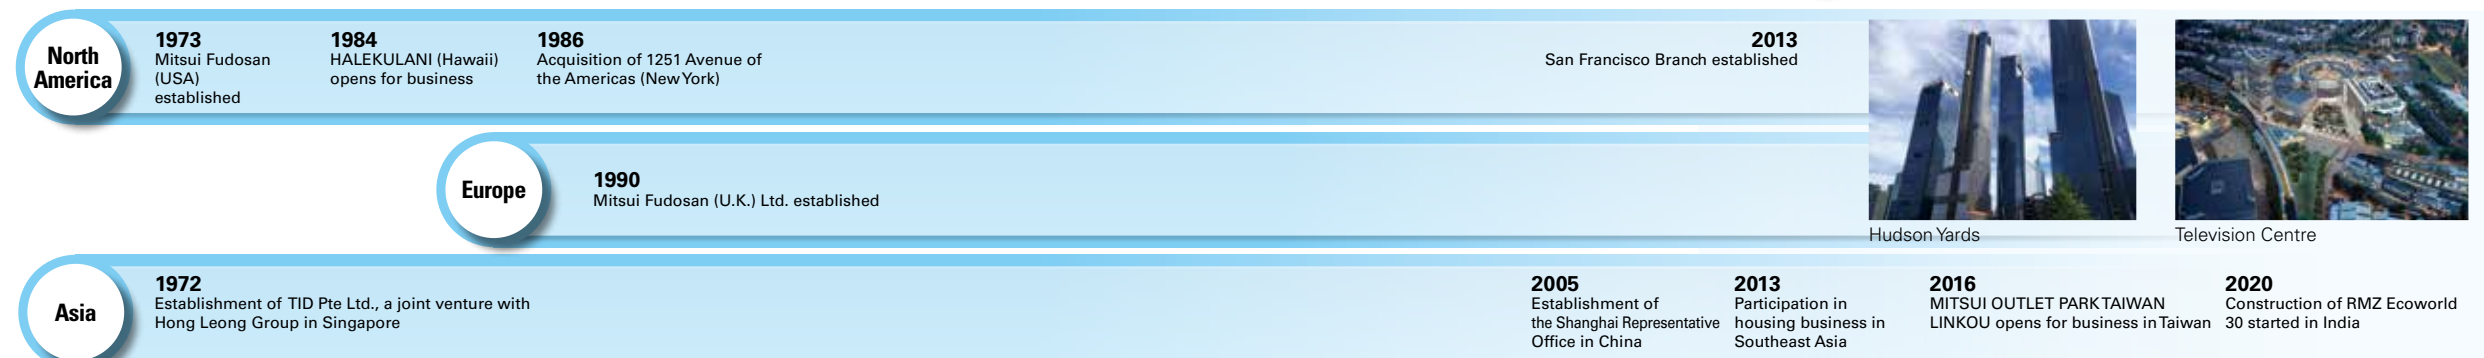 North
America
1973
Mitsui Fudosan
(USA)
established
1984
HALEKULANI (Hawaii)
opens for business
1986
Acquisition of 1251 Avenue of
the Americas (New York)
2013
San Francisco Branch established
Hudson Yards
Television Centre
Europe
1990
Mitsui Fudosan (U.K.) Ltd. established
Asia
1972
Establishment of TID Pte Ltd., a joint venture with
Hong Leong Group in Singapore
2005
Establishment of
the Shanghai Representative
Office in China
2013
Participation in
housing business in
Southeast Asia
2016
MITSUI OUTLET PARK TAIWAN
LINKOU opens for business in Taiwan
2020
Construction of RMZ Ecoworld
30 started in India